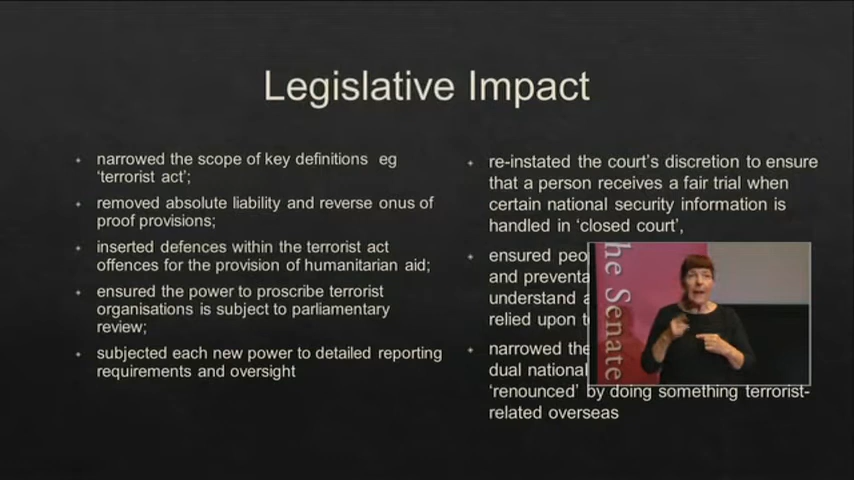 Legislative Impact
narrowed the scope of key definitions eg
‘terrorist act’;
removed absolute liability and reverse onus of
proof provisions;
inserted defences within the terrorist act
offences for the provision of humanitarian aid;
ensured the power to proscribe terrorist
organisations is subject to parliamentary
review;
subjected each new power to detailed reporting
requirements and oversight
re-instated the court’s discretion to ensure
that a person receives a fair trial when
certain national security information is
handled in ‘closed court’,
ensured
and
understand
relied upon
narrowed the
dual national
‘renounced’ by doing something terrorist-
related overseas
he Senate